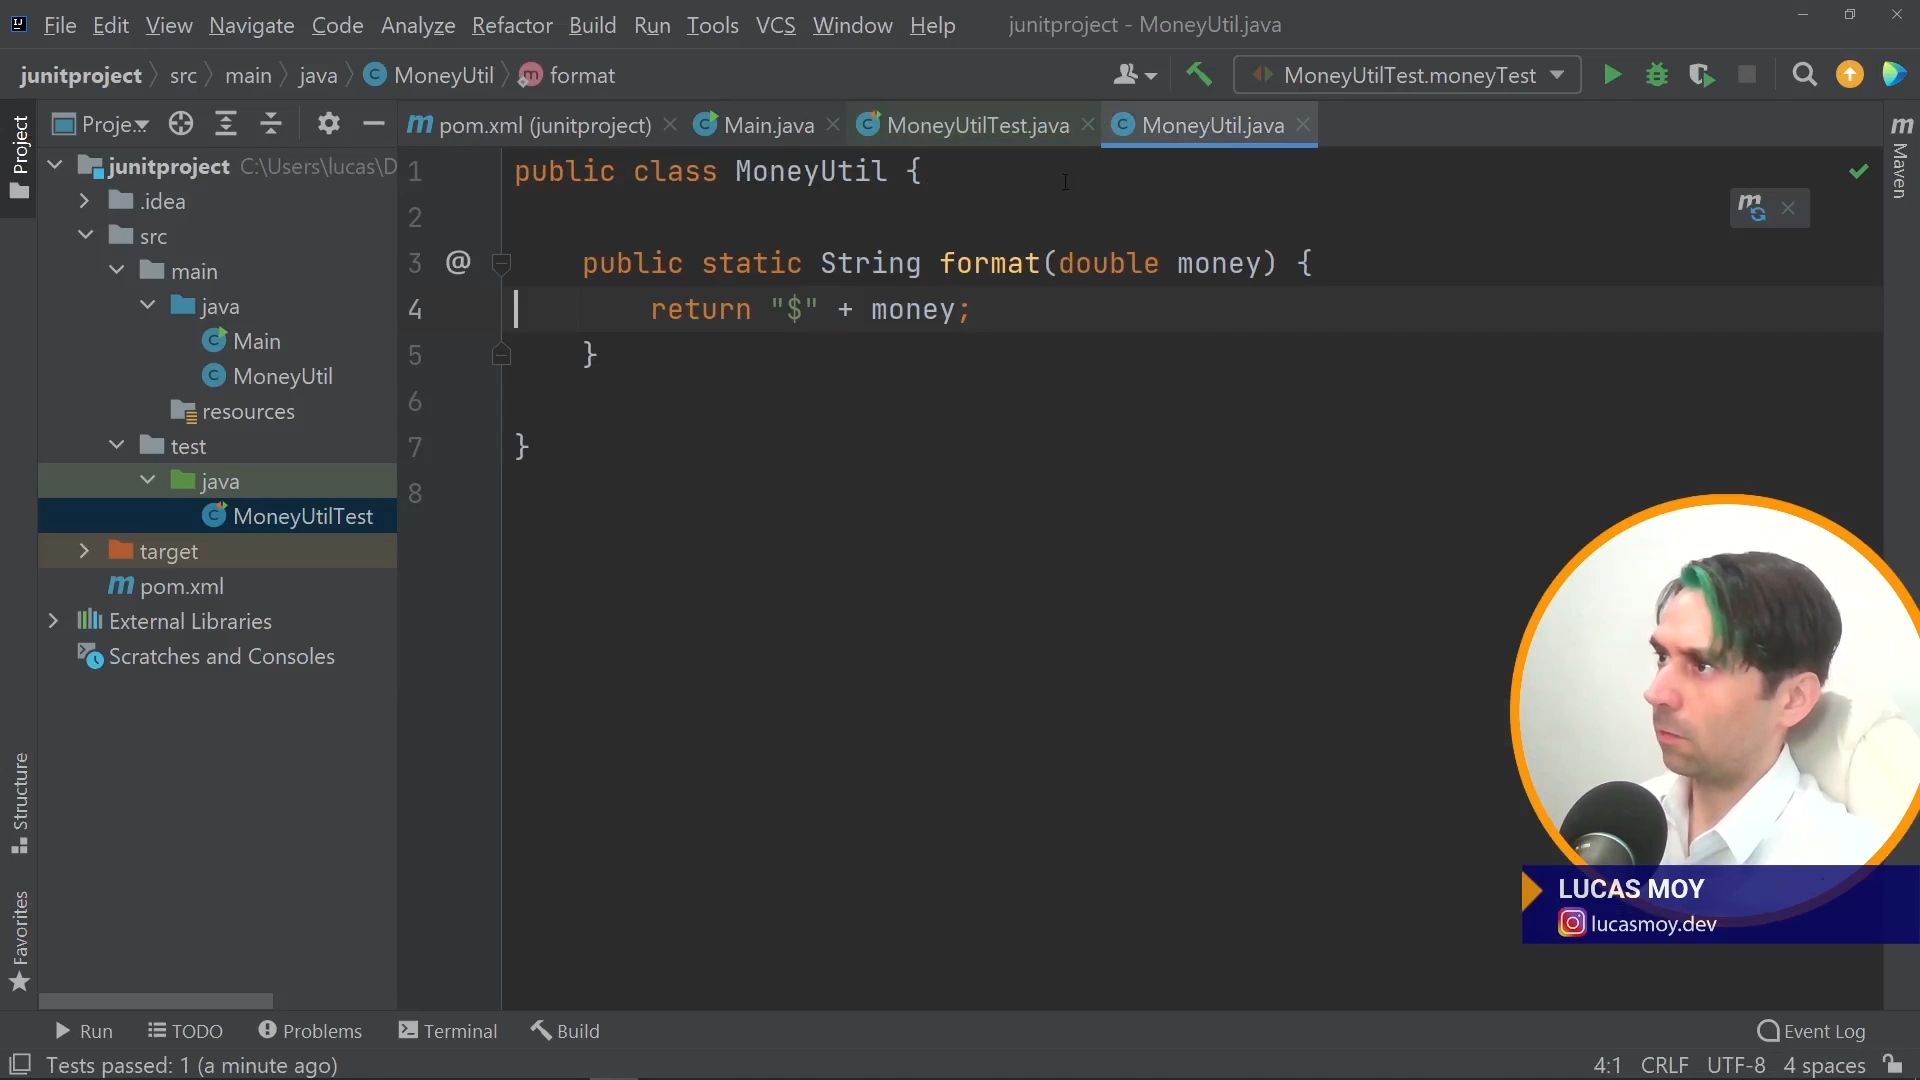 File Edit View Navigate Code Analyze Refactor Build Run Tools VCS Window Help junitproject - MoneyUtil.java
junitproject src main java MoneyUtil format MoneyUtilTest.moneyTest
Project
Proje...
pom.xml (junitproject) Main.java MoneyUtilTest.java MoneyUtil.java
Maven
junitproject C:\Users\lucas\D
.idea
src
main
java
Main
MoneyUtil
resources
test
java
MoneyUtilTest
target
pom.xml
External Libraries
Scratches and Consoles
1 public class MoneyUtil {
2
3 @ public static String format(double money) {
4 return "$" + money;
5 }
6
7 }
8
Structure
Favorites
LUCAS MOY
lucasmoy.dev
Run TODO Problems Terminal Build Event Log
Tests passed: 1 (a minute ago) 4:1 CRLF UTF-8 4 spaces